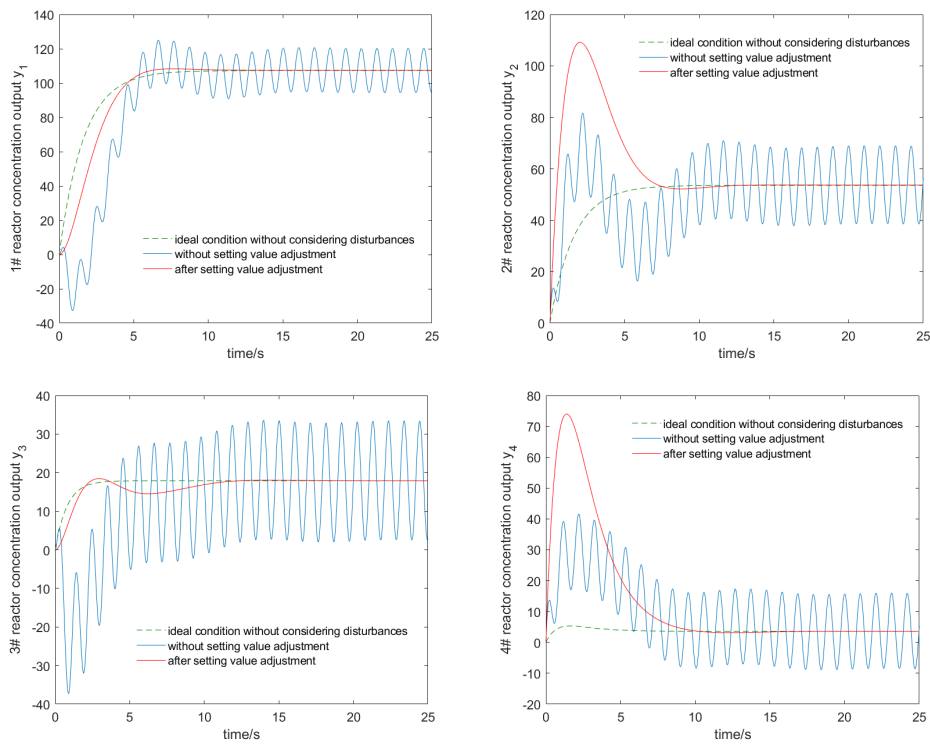 140
120
100
80
60
40
20
0
-20
-40
1# reactor concentration output y1
ideal condition without considering disturbances
without setting value adjustment
after setting value adjustment
0 5 10 15 20 25
time/s
120
100
80
60
40
20
0
2# reactor concentration output y2
ideal condition without considering disturbances
without setting value adjustment
after setting value adjustment
0 5 10 15 20 25
time/s
40
30
20
10
0
-10
-20
-30
-40
3# reactor concentration output y3
ideal condition without considering disturbances
without setting value adjustment
after setting value adjustment
0 5 10 15 20 25
time/s
80
70
60
50
40
30
20
10
0
-10
-20
4# reactor concentration output y4
ideal condition without considering disturbances
without setting value adjustment
after setting value adjustment
0 5 10 15 20 25
time/s